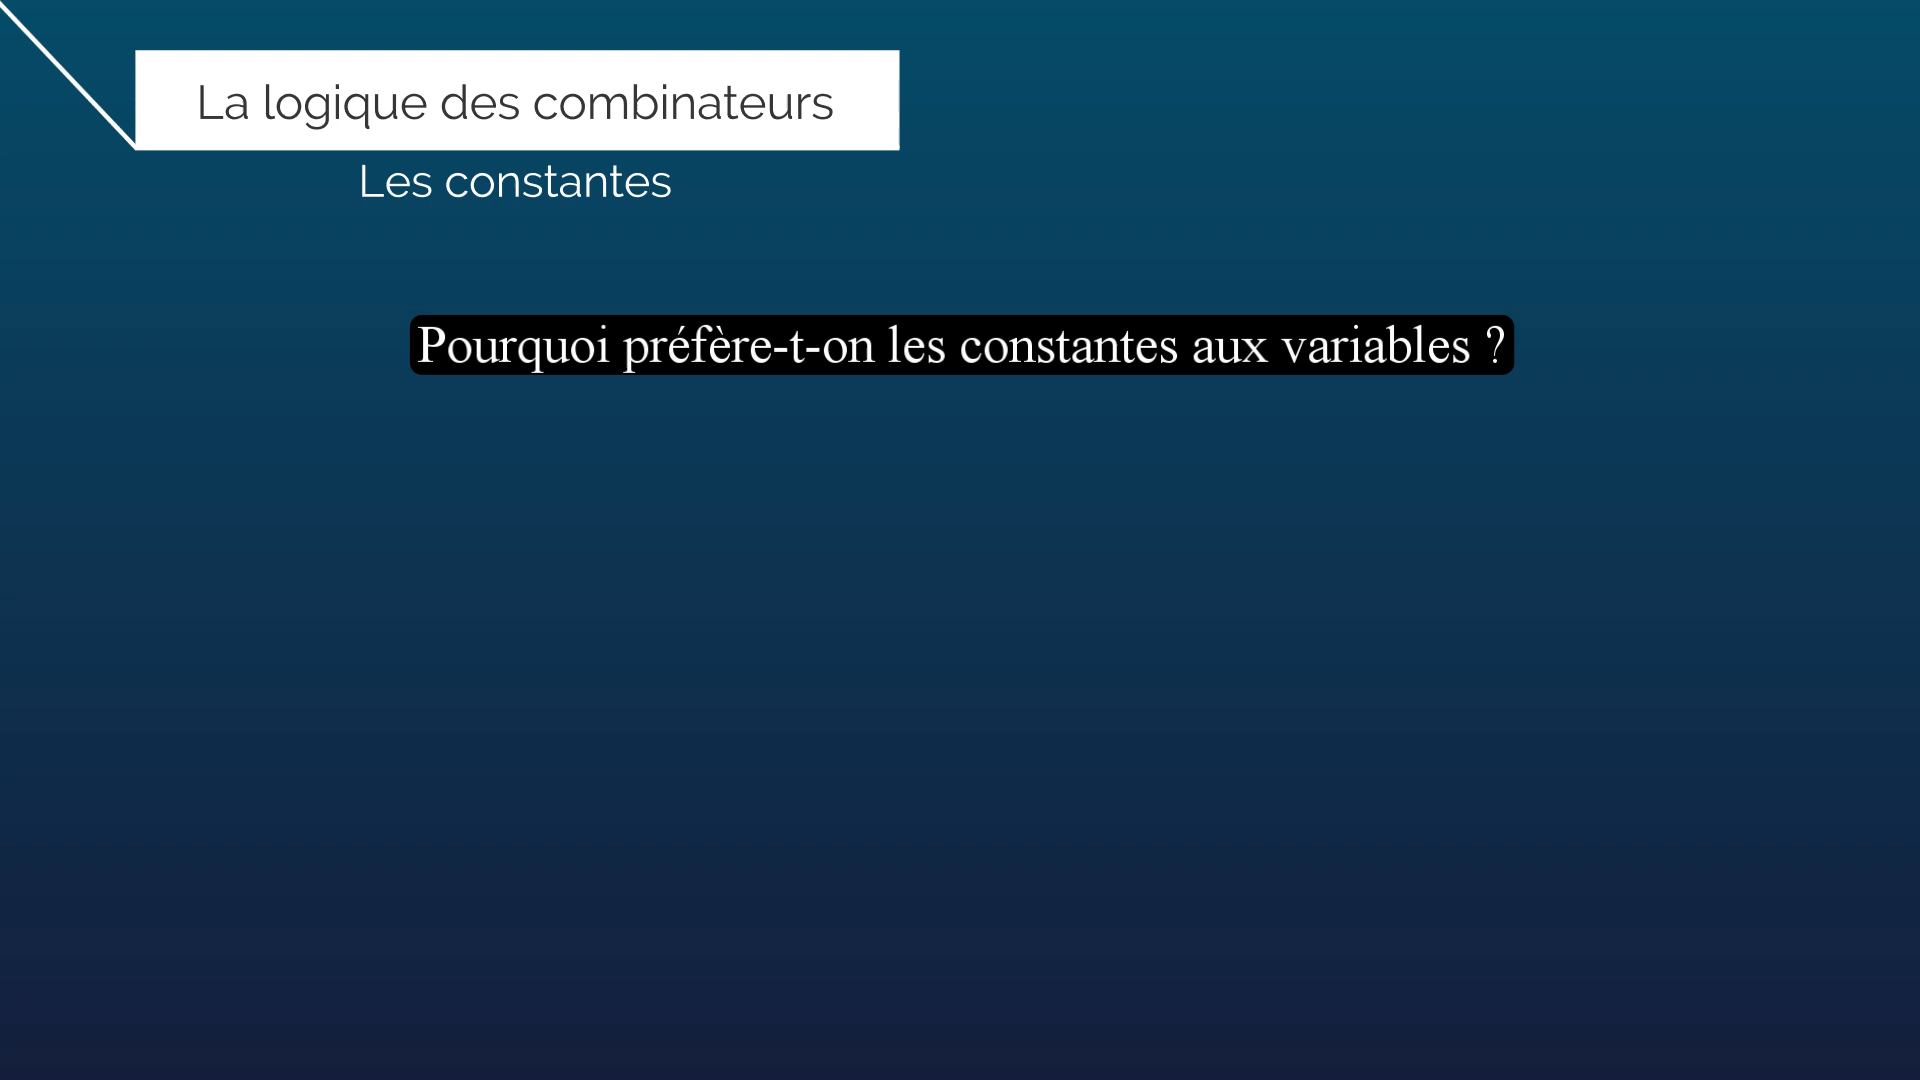 La logique des combinateurs
Les constantes
Pourquoi préfère-t-on les constantes aux variables ?